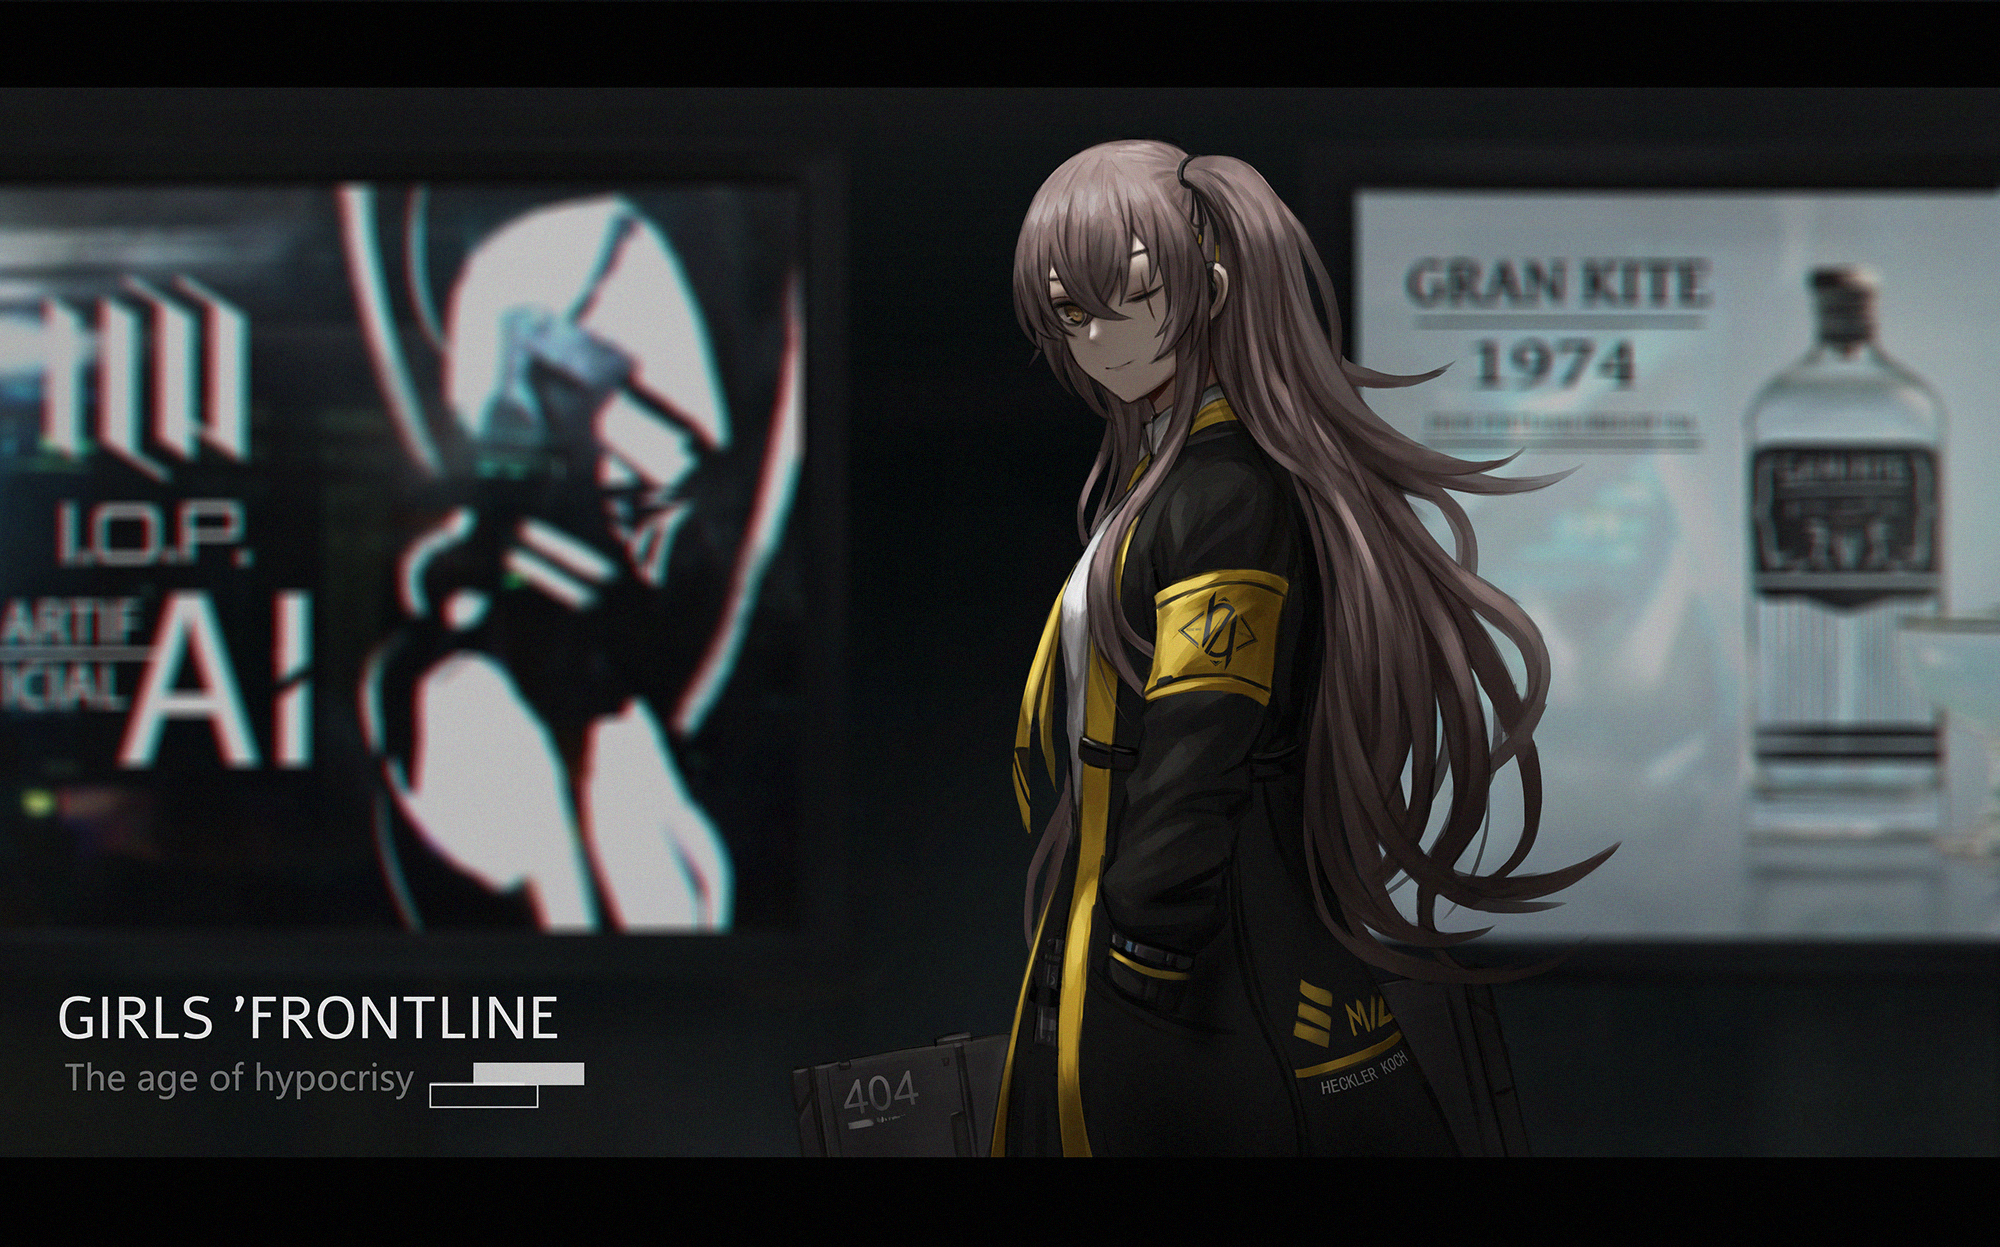 I.O.P.
ARTIF
ICIAL
AI
GRAN KITE
1974
GIRLS 'FRONTLINE
The age of hypocrisy
404
HECKLER KOCH